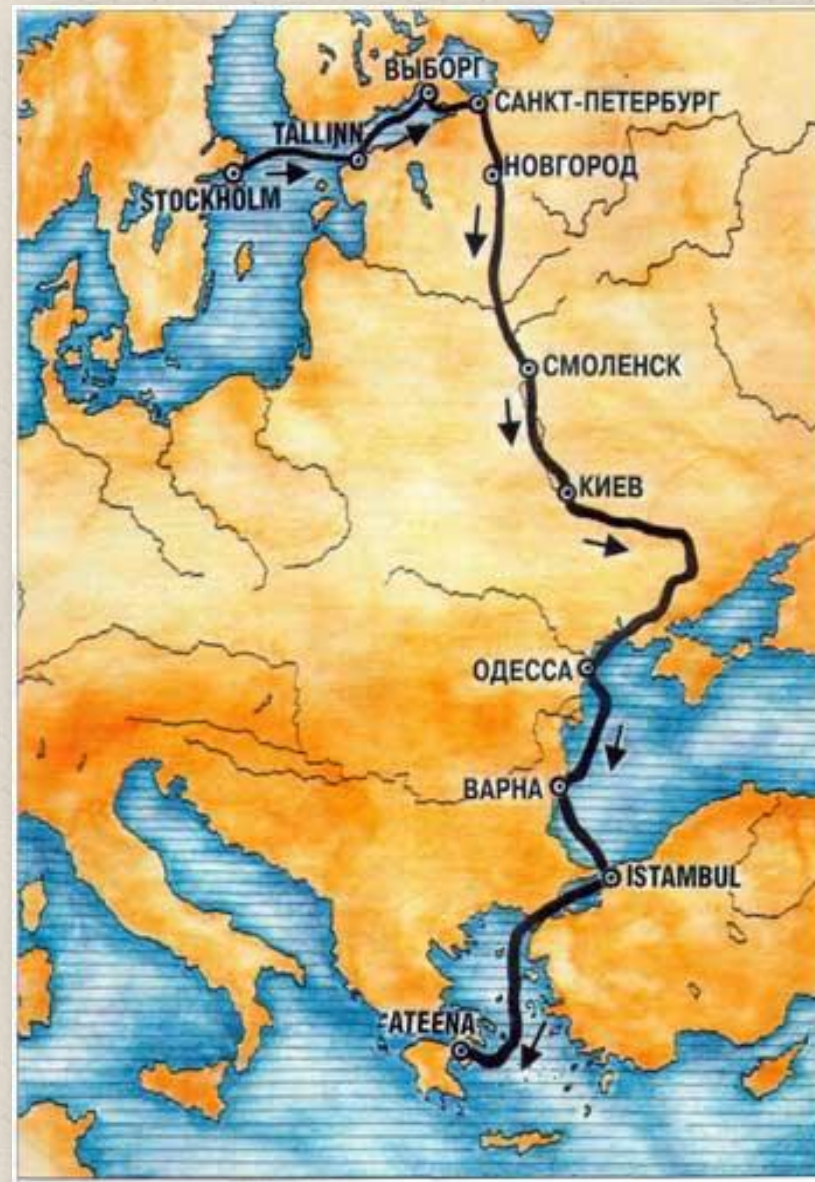 ВЫБОРГ
САНКТ-ПЕТЕРБУРГ
TALLINN
НОВГОРОД
STOCKHOLM
СМОЛЕНСК
КИЕВ
ОДЕССА
ВАРНА
ISTAMBUL
ATEENA